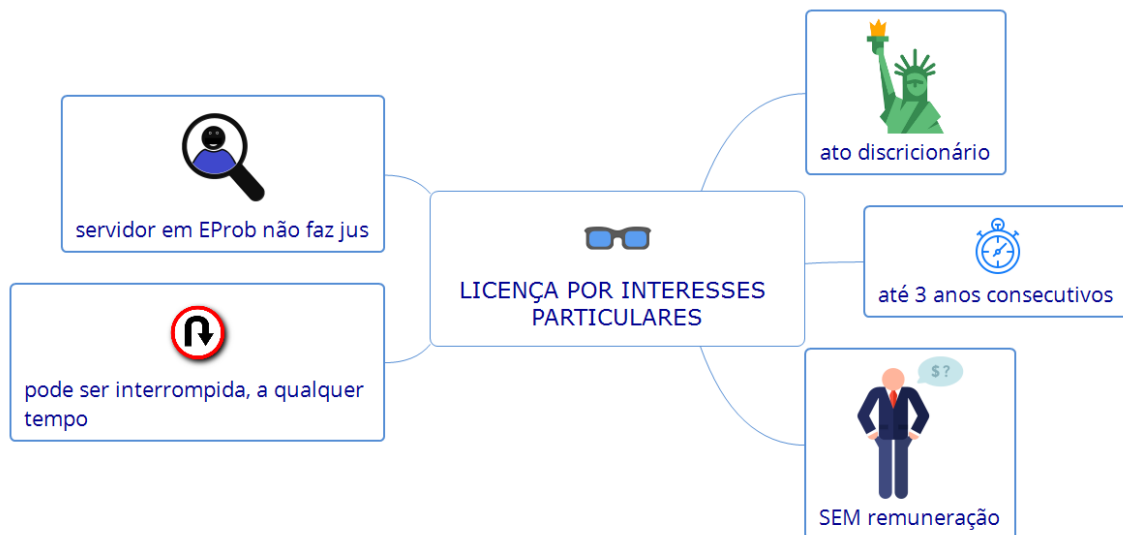 LICENÇA POR INTERESSES
PARTICULARES
ato discricionário
até 3 anos consecutivos
$ ?
SEM remuneração
servidor em EProb não faz jus
pode ser interrompida, a qualquer
tempo